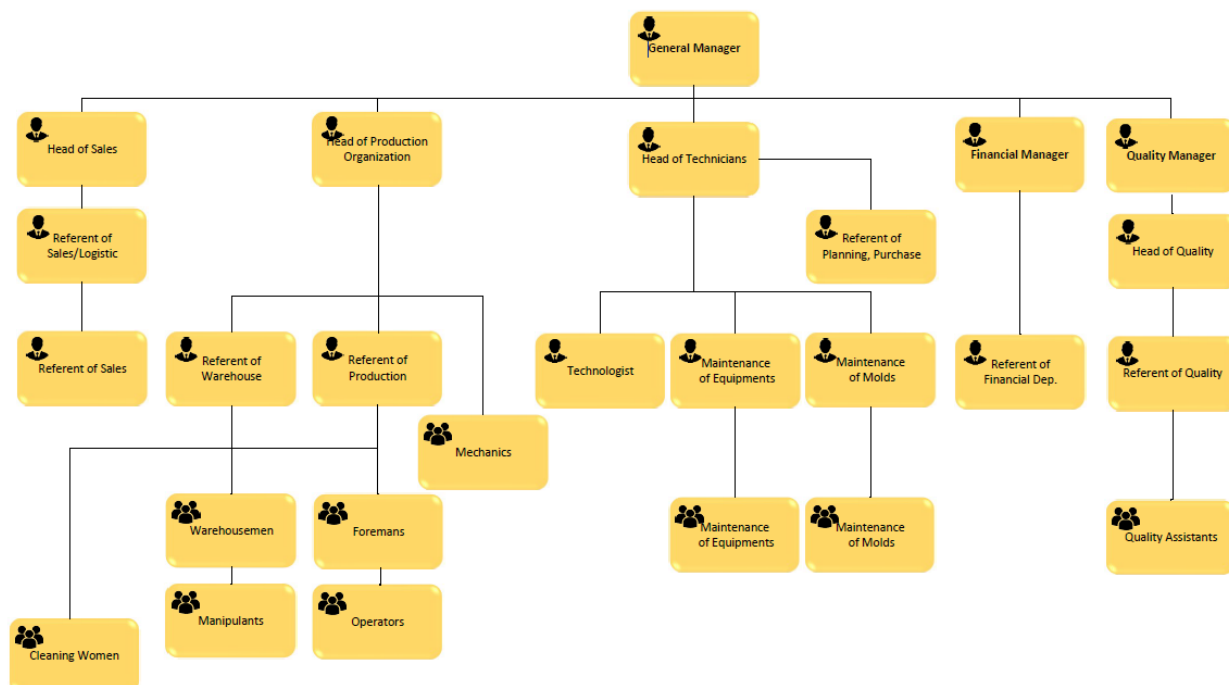 General Manager
Head of Sales
Head of Production
Organization
Head of Technicians
Financial Manager
Quality Manager
Referent of
Sales/Logistic
Referent of
Planning, Purchase
Head of Quality
Referent of Sales
Referent of
Warehouse
Referent of
Production
Technologist
Maintenance
of Equipments
Maintenance
of Molds
Referent of
Financial Dep.
Referent of Quality
Mechanics
Warehousemen
Foremans
Maintenance
of Equipments
Maintenance
of Molds
Quality Assistants
Manipulants
Operators
Cleaning Women